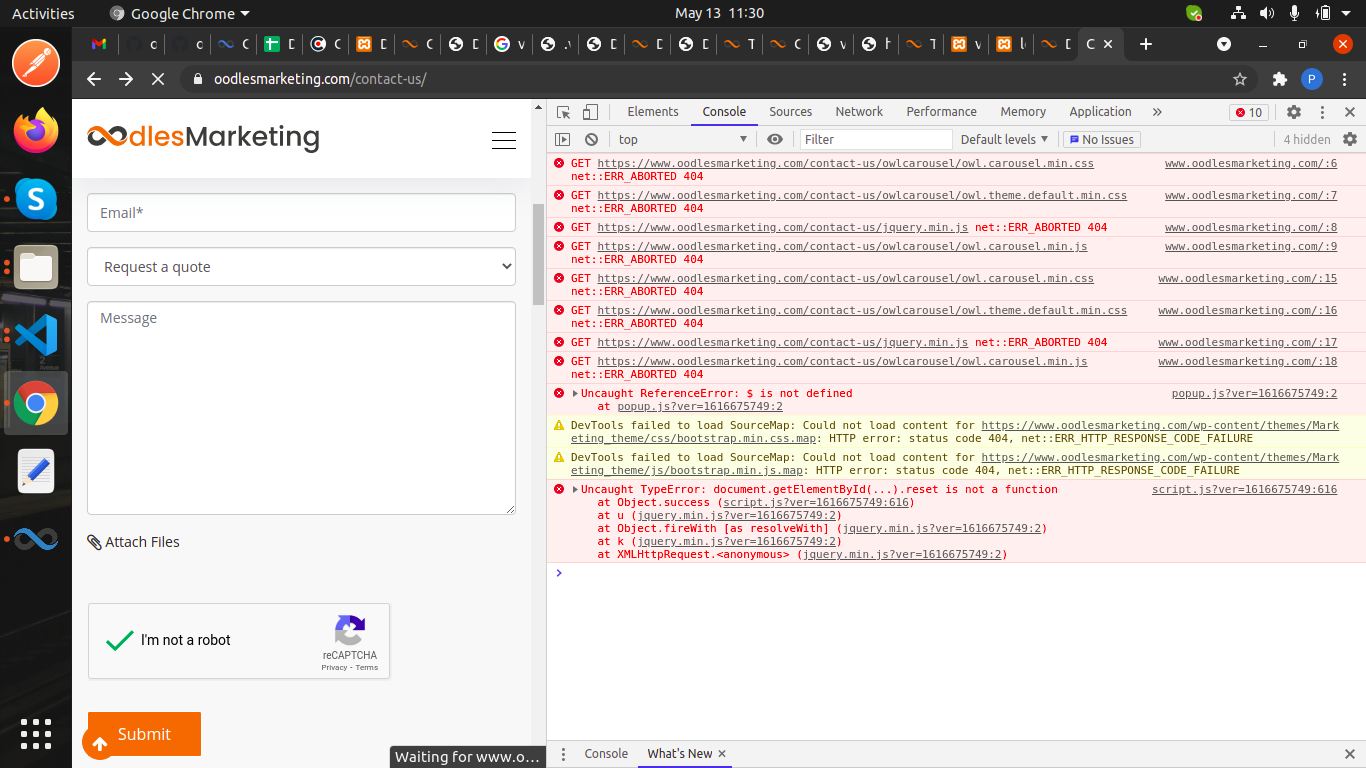 Activities
Google Chrome
May 13 11:30
oodlesmarketing.com/contact-us/
P
oodlesMarketing
Email*
Request a quote
Message
Attach Files
I'm not a robot
reCAPTCHA
Privacy - Terms
Submit
Waiting for www.o...
Elements Console Sources Network Performance Memory Application » 10
top Filter Default levels No Issues 4 hidden
GET https://www.oodlesmarketing.com/contact-us/owlcarousel/owl.carousel.min.css www.oodlesmarketing.com/:6
net::ERR_ABORTED 404
GET https://www.oodlesmarketing.com/contact-us/owlcarousel/owl.theme.default.min.css www.oodlesmarketing.com/:7
net::ERR_ABORTED 404
GET https://www.oodlesmarketing.com/contact-us/jquery.min.js net::ERR_ABORTED 404 www.oodlesmarketing.com/:8
GET https://www.oodlesmarketing.com/contact-us/owlcarousel/owl.carousel.min.js www.oodlesmarketing.com/:9
net::ERR_ABORTED 404
GET https://www.oodlesmarketing.com/contact-us/owlcarousel/owl.carousel.min.css www.oodlesmarketing.com/:15
net::ERR_ABORTED 404
GET https://www.oodlesmarketing.com/contact-us/owlcarousel/owl.theme.default.min.css www.oodlesmarketing.com/:16
net::ERR_ABORTED 404
GET https://www.oodlesmarketing.com/contact-us/jquery.min.js net::ERR_ABORTED 404 www.oodlesmarketing.com/:17
GET https://www.oodlesmarketing.com/contact-us/owlcarousel/owl.carousel.min.js www.oodlesmarketing.com/:18
net::ERR_ABORTED 404
Uncaught ReferenceError: $ is not defined popup.js?ver=1616675749:2
at popup.js?ver=1616675749:2
DevTools failed to load SourceMap: Could not load content for https://www.oodlesmarketing.com/wp-content/themes/Mark
eting_theme/css/bootstrap.min.css.map: HTTP error: status code 404, net::ERR_HTTP_RESPONSE_CODE_FAILURE
DevTools failed to load SourceMap: Could not load content for https://www.oodlesmarketing.com/wp-content/themes/Mark
eting_theme/js/bootstrap.min.js.map: HTTP error: status code 404, net::ERR_HTTP_RESPONSE_CODE_FAILURE
Uncaught TypeError: document.getElementById(...).reset is not a function script.js?ver=1616675749:616
at Object.success (script.js?ver=1616675749:616)
at u (jquery.min.js?ver=1616675749:2)
at Object.fireWith [as resolveWith] (jquery.min.js?ver=1616675749:2)
at k (jquery.min.js?ver=1616675749:2)
at XMLHttpRequest.<anonymous> (jquery.min.js?ver=1616675749:2)
Console What's New